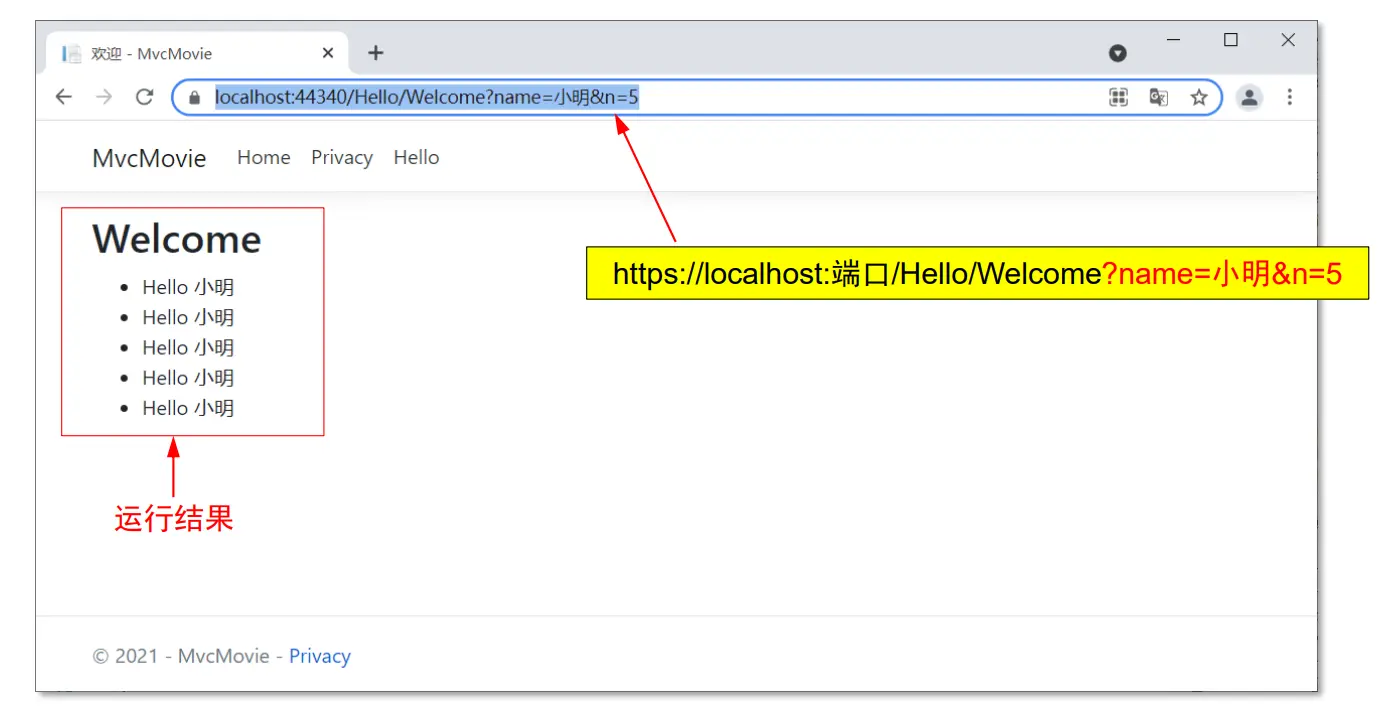 欢迎 - MvcMovie
localhost:44340/Hello/Welcome?name=小明&n=5
MvcMovie Home Privacy Hello
Welcome
https://localhost:端口/Hello/Welcome?name=小明&n=5
• Hello 小明
• Hello 小明
• Hello 小明
• Hello 小明
• Hello 小明
运行结果
© 2021 - MvcMovie - Privacy